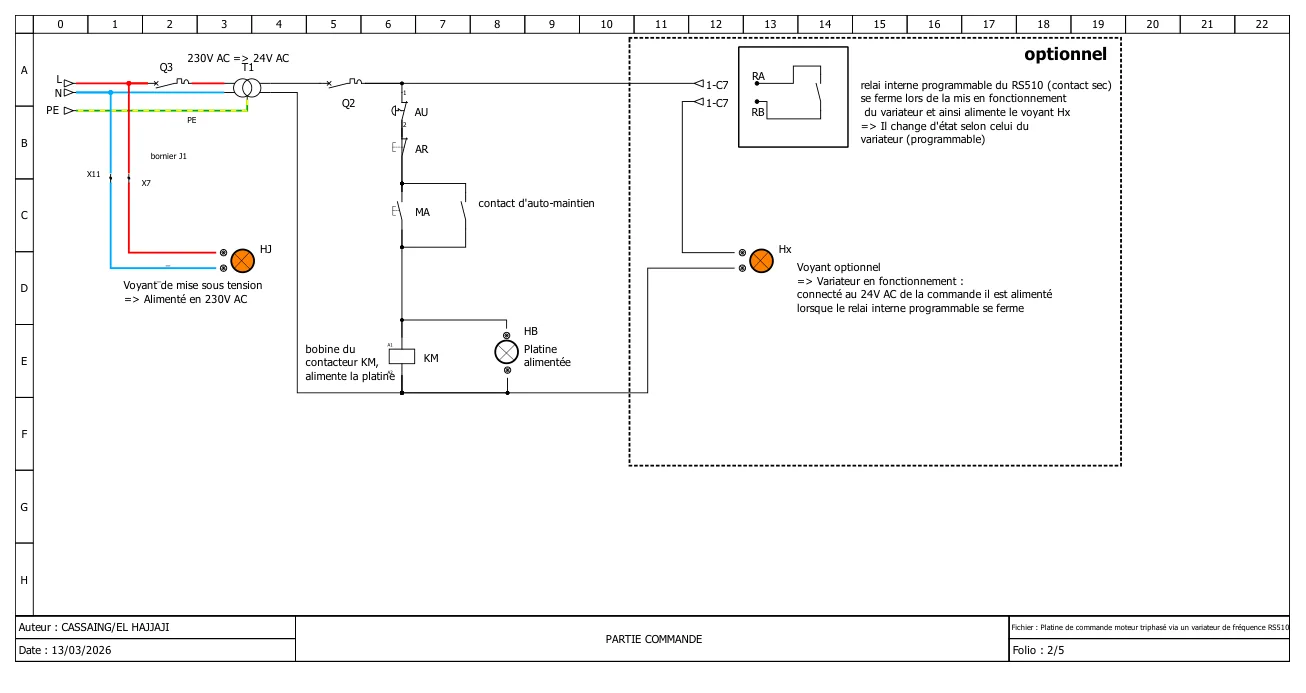 0 1 2 3 4 5 6 7 8 9 10 11 12 13 14 15 16 17 18 19 20 21 22
A
B
C
D
E
F
G
H
optionnel
230V AC => 24V AC
Q3
T1
L
N
PE
PE
Q2
1
AU
2
AR
1-C7
1-C7
RA
RB
relai interne programmable du RS510 (contact sec)
se ferme lors de la mis en fonctionnement
du variateur et ainsi alimente le voyant Hx
=> Il change d'état selon celui du
variateur (programmable)
bornier J1
X11
X7
MA
contact d'auto-maintien
HJ
Voyant de mise sous tension
=> Alimenté en 230V AC
Hx
Voyant optionnel
=> Variateur en fonctionnement :
connecté au 24V AC de la commande il est alimenté
lorsque le relai interne programmable se ferme
HB
Platine
alimentée
A1
KM
bobine du
contacteur KM,
alimente la platine
Auteur : CASSAING/EL HAJJAJI
Date : 13/03/2026
PARTIE COMMANDE
Fichier : Platine de commande moteur triphasé via un variateur de fréquence RS510
Folio : 2/5